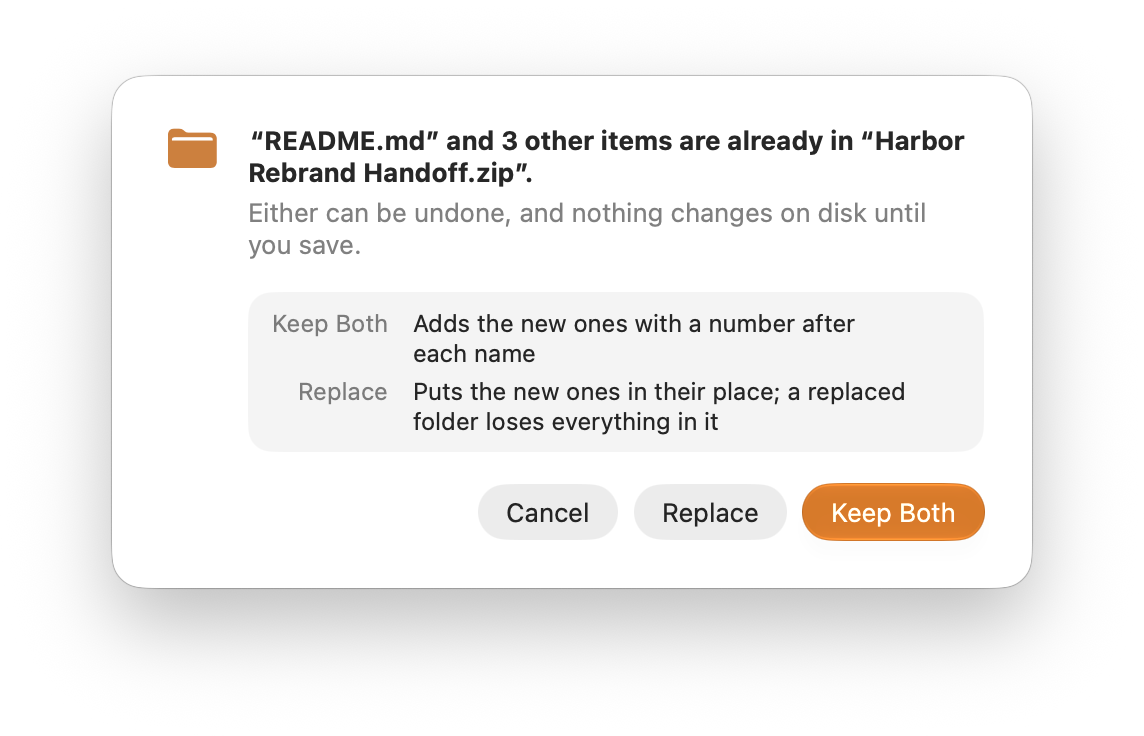 “README.md” and 3 other items are already in “Harbor
Rebrand Handoff.zip”.
Either can be undone, and nothing changes on disk until
you save.
Keep Both
Adds the new ones with a number after
each name
Replace
Puts the new ones in their place; a replaced
folder loses everything in it
Cancel
Replace
Keep Both